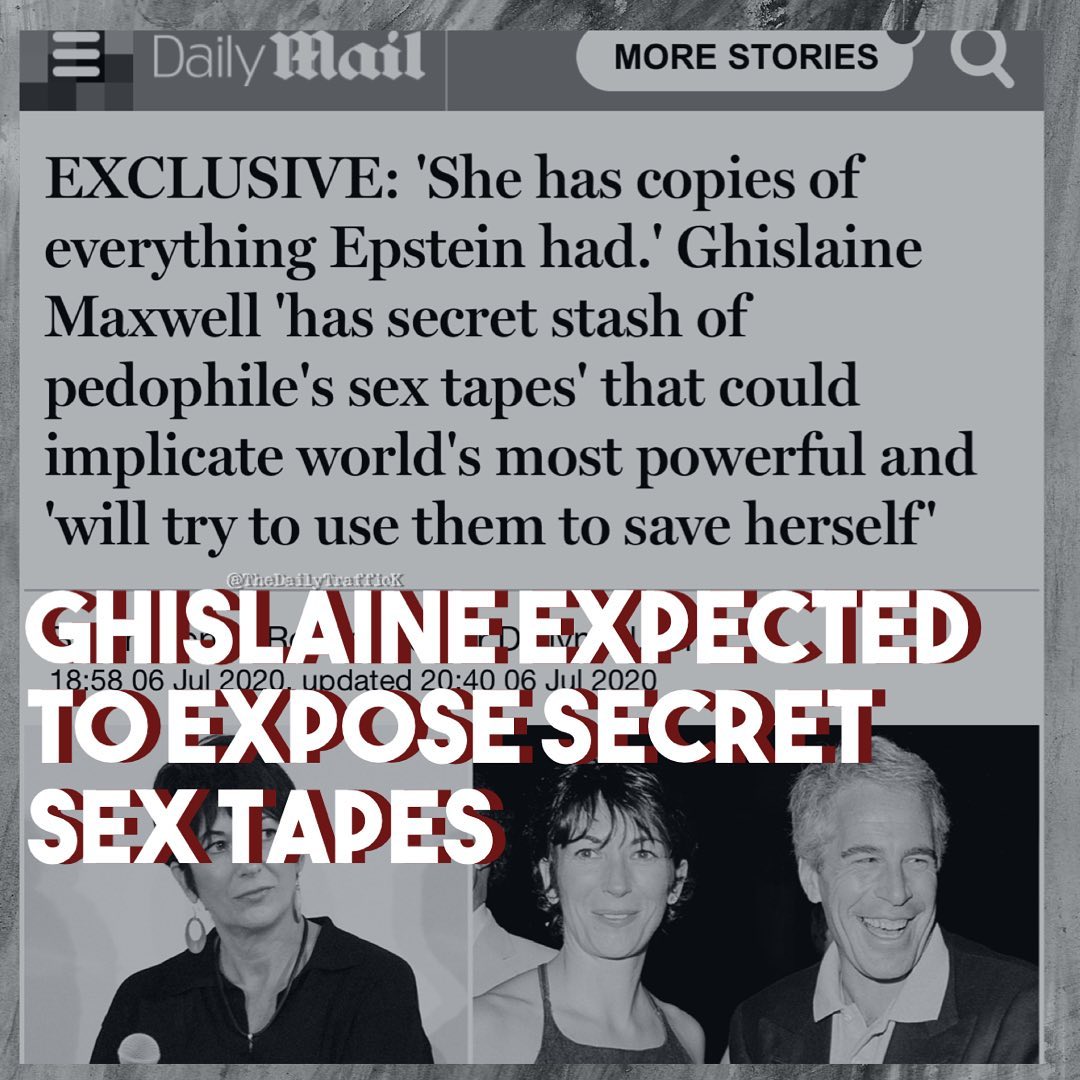 Daily Mail
MORE STORIES
EXCLUSIVE: 'She has copies of
everything Epstein had.' Ghislaine
Maxwell 'has secret stash of
pedophile's sex tapes' that could
implicate world's most powerful and
'will try to use them to save herself'
@TheDailyTrafficK
GHISLAINE EXPECTED
18:58 06 Jul 2020, updated 20:40 06 Jul 2020
TO EXPOSE SECRET
SEX TAPES